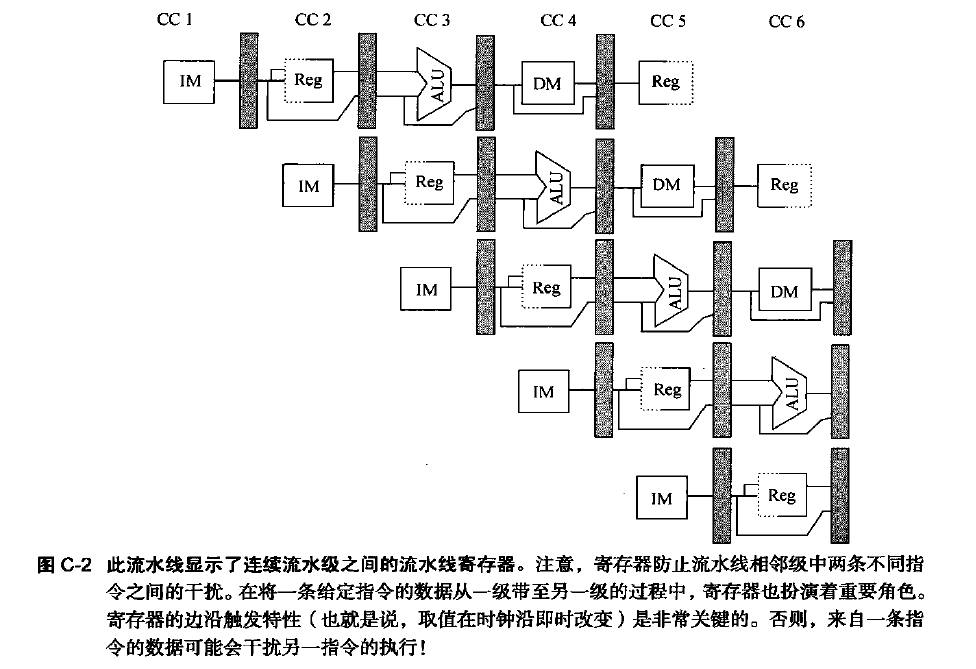 CC 1 CC 2 CC 3 CC 4 CC 5 CC 6
IM Reg ALU DM Reg
IM Reg ALU DM Reg
IM Reg ALU DM
IM Reg ALU
IM Reg
图 C-2 此流水线显示了连续流水级之间的流水线寄存器。注意，寄存器防止流水线相邻级中两条不同指
令之间的干扰。在将一条给定指令的数据从一级带至另一级的过程中，寄存器也扮演着重要角色。
寄存器的边沿触发特性（也就是说，取值在时钟沿即时改变）是非常关键的。否则，来自一条指
令的数据可能会干扰另一指令的执行！